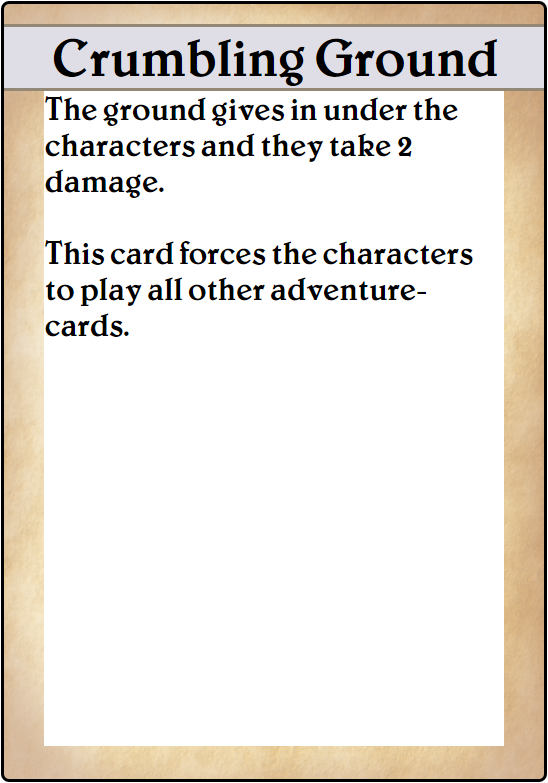 Crumbling Ground
The ground gives in under the
characters and they take 2
damage.
This card forces the characters
to play all other adventure-
cards.